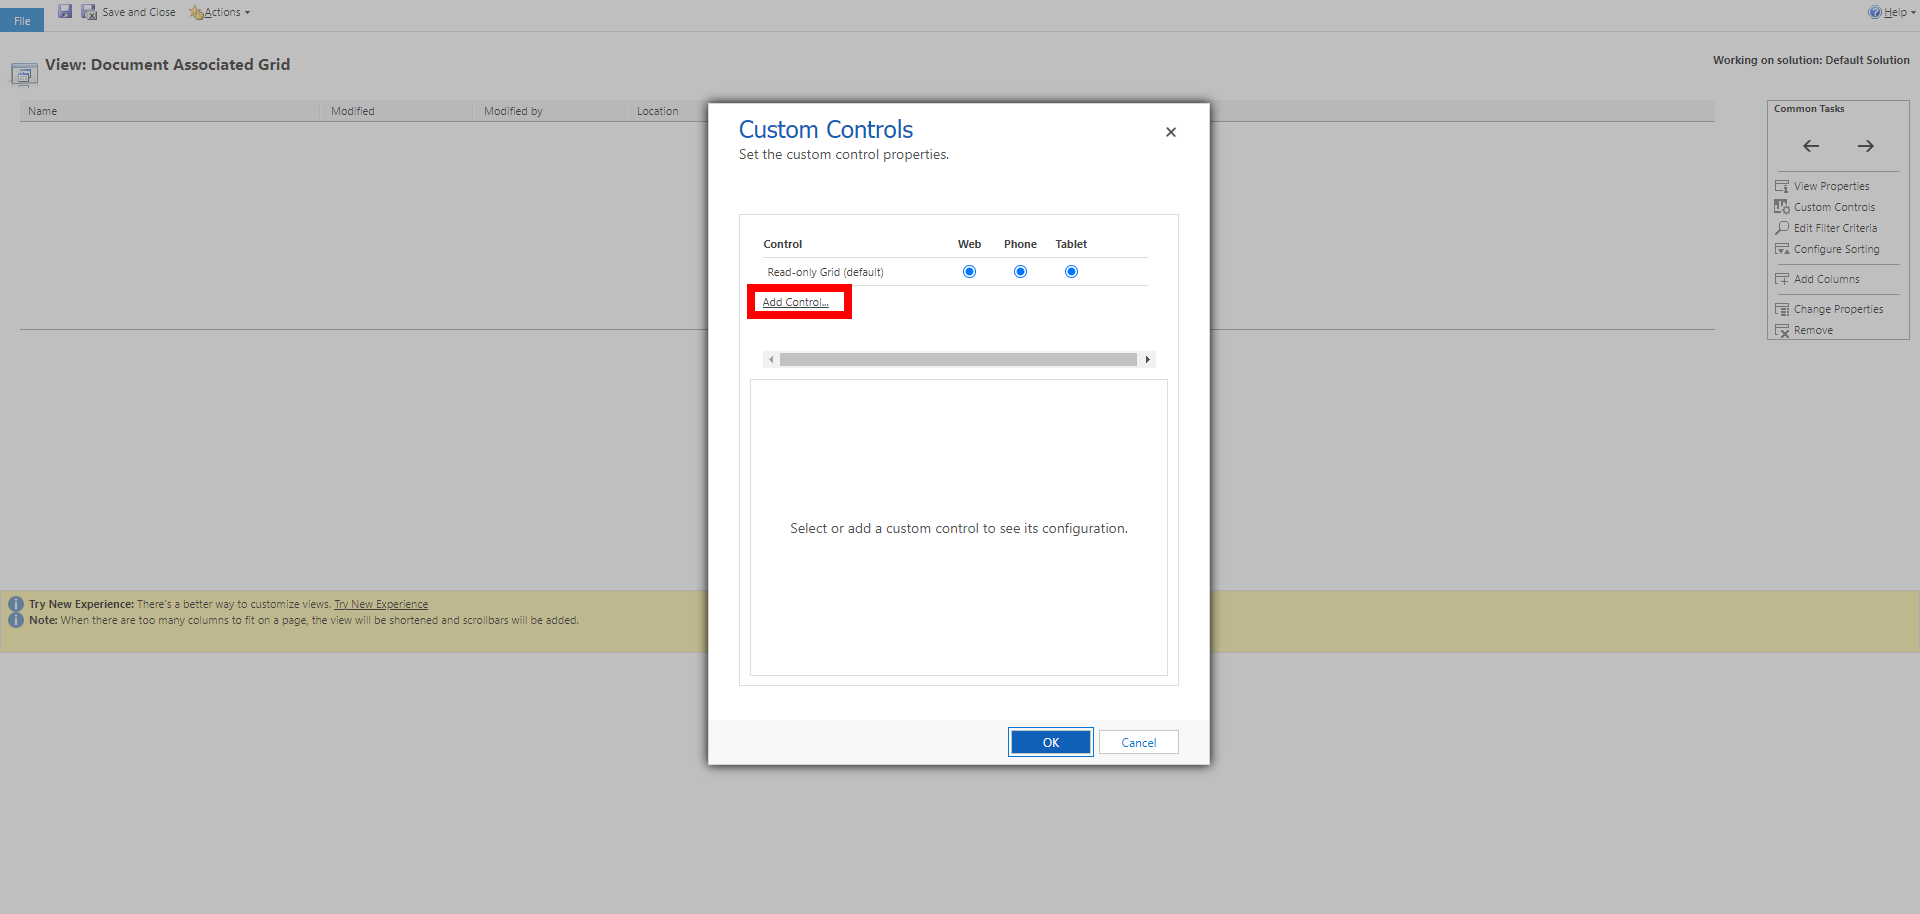 File
Save and Close
Actions
Help
View: Document Associated Grid
Working on solution: Default Solution
Name
Modified
Modified by
Location
Common Tasks
View Properties
Custom Controls
Edit Filter Criteria
Configure Sorting
Add Columns
Change Properties
Remove
Custom Controls
Set the custom control properties.
Control Web Phone Tablet
Read-only Grid (default)
Add Control...
Select or add a custom control to see its configuration.
OK
Cancel
Try New Experience: There's a better way to customize views. Try New Experience
Note: When there are too many columns to fit on a page, the view will be shortened and scrollbars will be added.